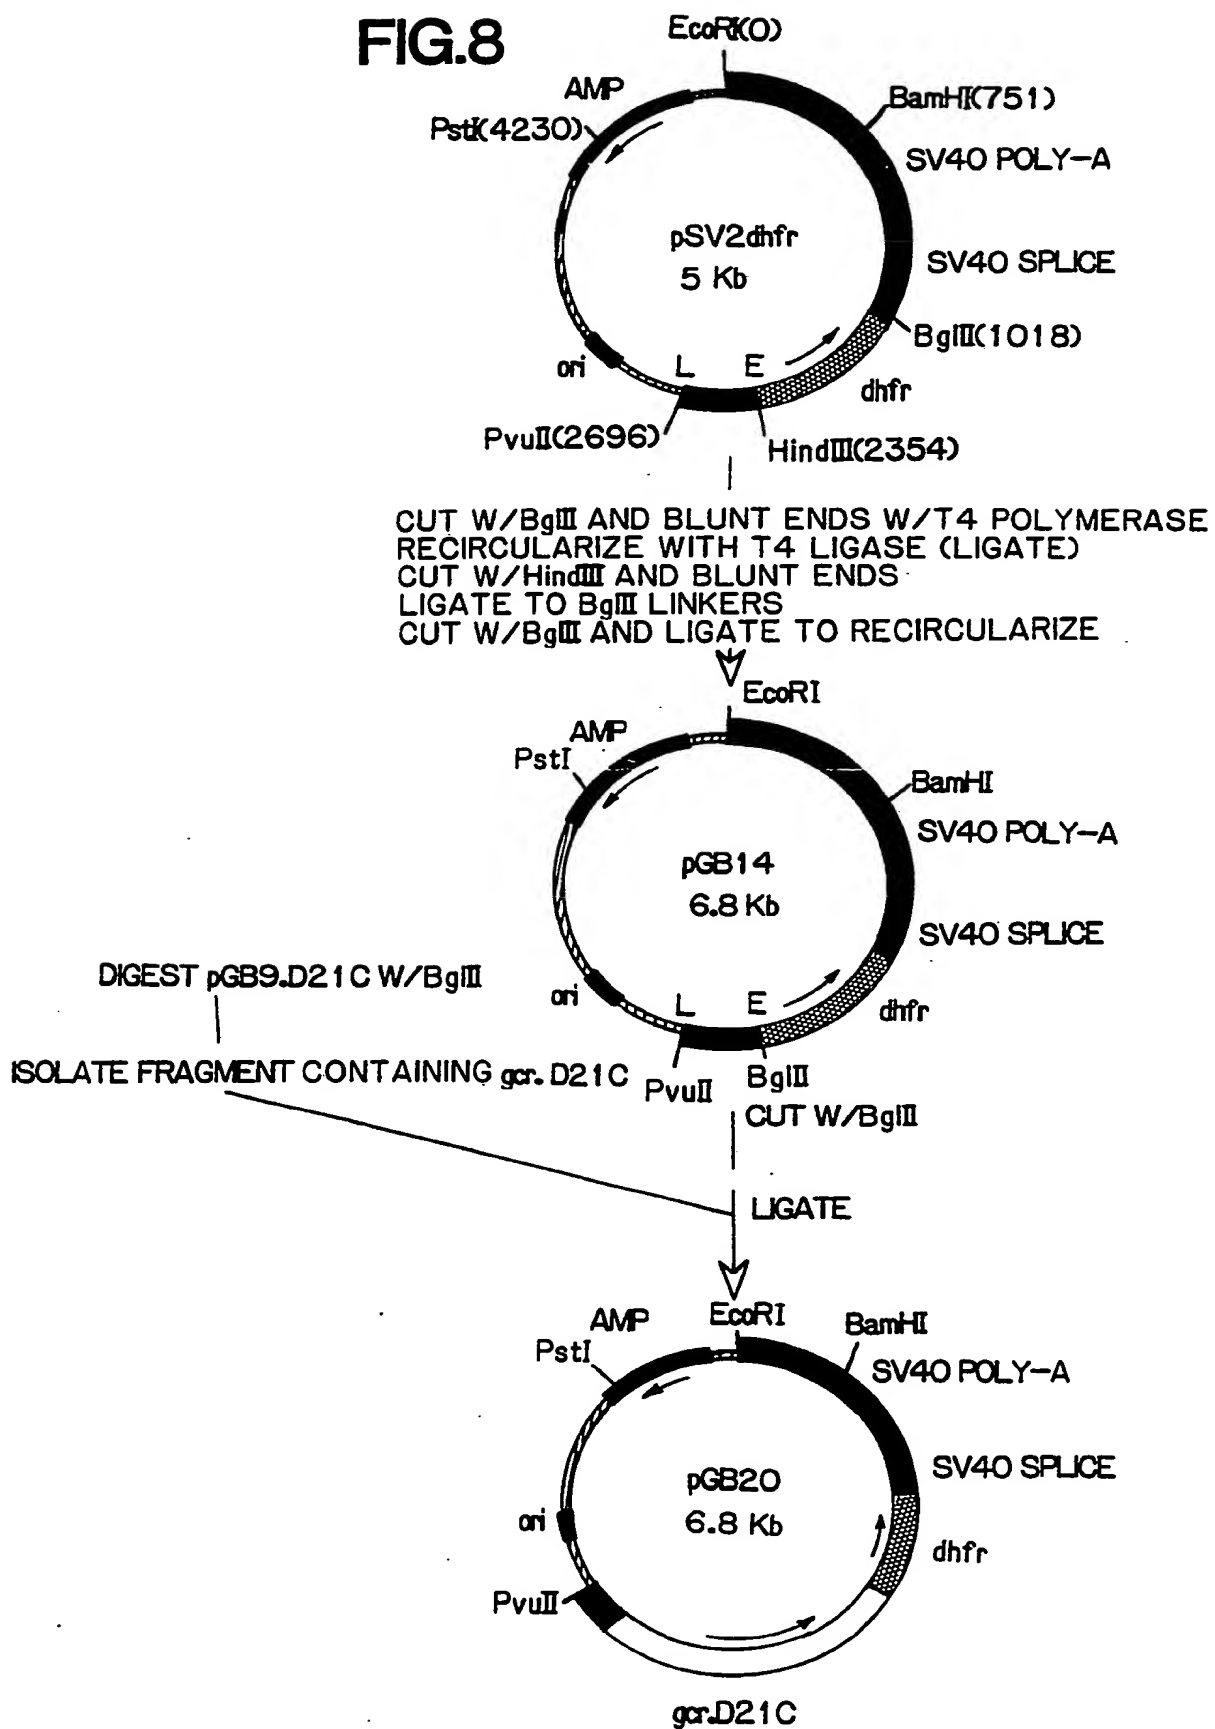 FIG.8
EcoRI(0)
AMP
BamHI(751)
PstI(4230)
SV40 POLY-A
pSV2dhfr
5 Kb
SV40 SPLICE
BglII(1018)
ori
L E
dhfr
PvuII(2696)
HindIII(2354)
CUT W/BglII AND BLUNT ENDS W/T4 POLYMERASE
RECIRCULARIZE WITH T4 LIGASE (LIGATE)
CUT W/HindIII AND BLUNT ENDS
LIGATE TO BglII LINKERS
CUT W/BglII AND LIGATE TO RECIRCULARIZE
EcoRI
AMP
PstI
BamHI
SV40 POLY-A
pGB14
6.8 Kb
SV40 SPLICE
DIGEST pGB9.D21C W/BglII
ori
L E
dhfr
ISOLATE FRAGMENT CONTAINING gcr.D21C
PvuII
BglII
CUT W/BglII
LIGATE
AMP
EcoRI
BamHI
PstI
SV40 POLY-A
pGB20
6.8 Kb
SV40 SPLICE
ori
dhfr
PvuII
gcr.D21C